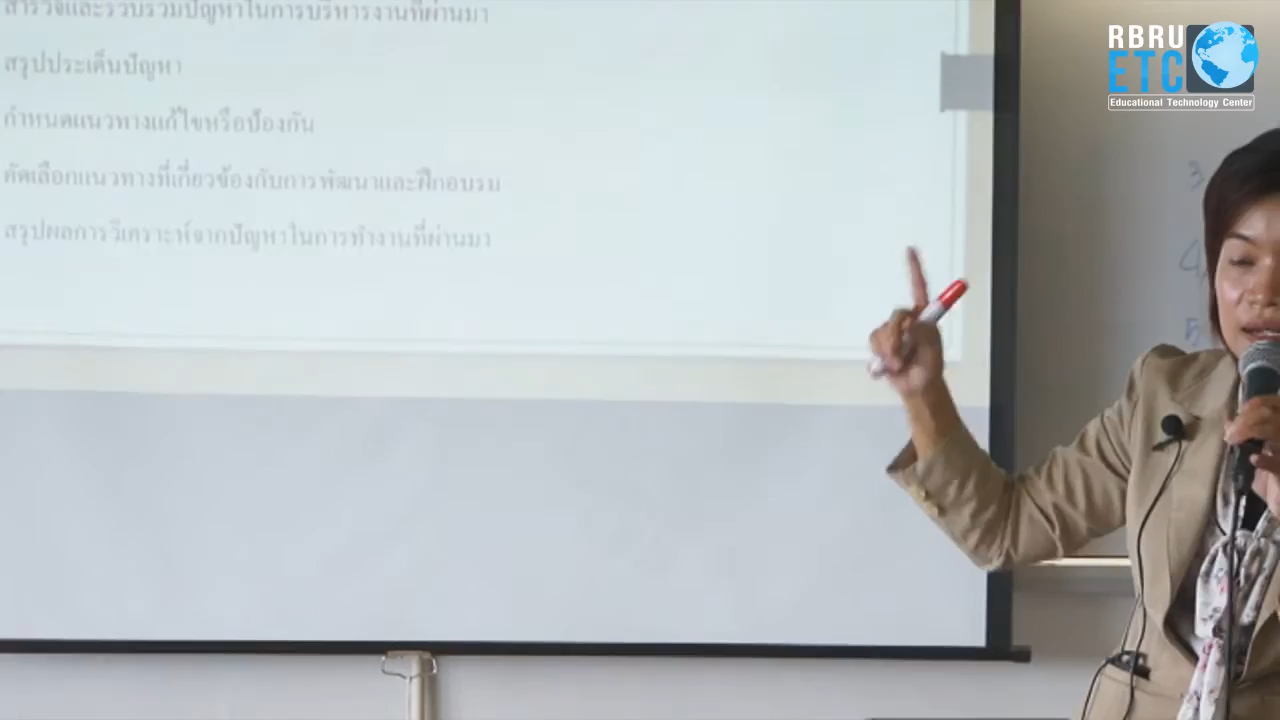 สำรวจและรวบรวมปัญหาในการบริหารงานที่ผ่านมา
สรุปประเด็นปัญหา
กำหนดแนวทางแก้ไขหรือป้องกัน
คัดเลือกแนวทางที่เกี่ยวข้องกับการพัฒนาและฝึกอบรม
สรุปผลการวิเคราะห์จากปัญหาในการทำงานที่ผ่านมา
RBRU
ETC
Educational Technology Center
3
4
5